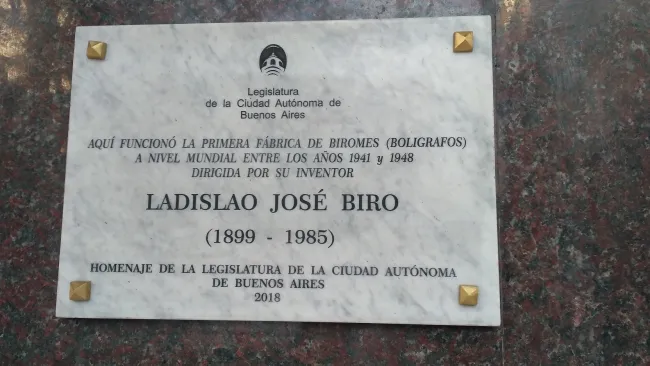 Legislatura
de la Ciudad Autónoma de
Buenos Aires
AQUÍ FUNCIONÓ LA PRIMERA FÁBRICA DE BIROMES (BOLIGRAFOS)
A NIVEL MUNDIAL ENTRE LOS AÑOS 1941 y 1948
DIRIGIDA POR SU INVENTOR
LADISLAO JOSÉ BIRO
(1899 - 1985)
HOMENAJE DE LA LEGISLATURA DE LA CIUDAD AUTÓNOMA
DE BUENOS AIRES
2018